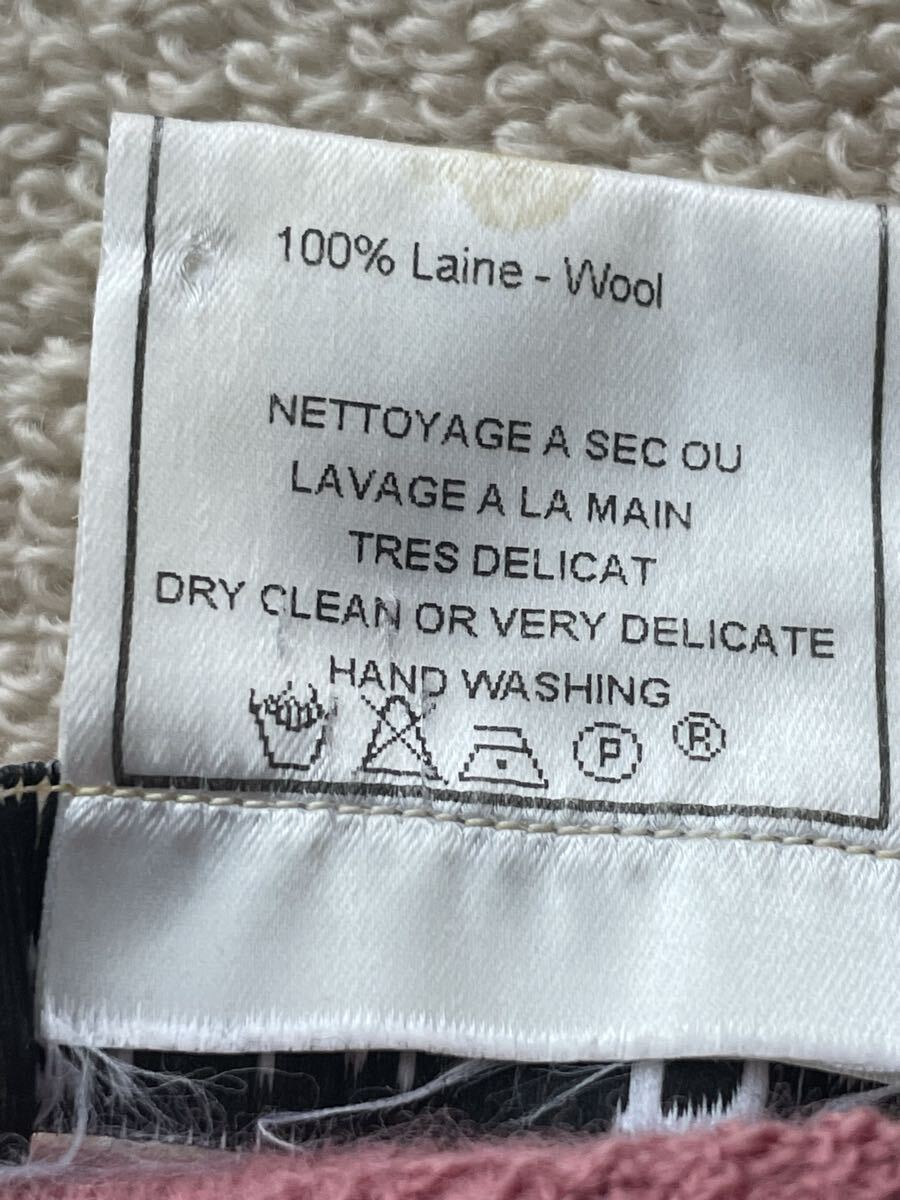 100% Laine - Wool
NETTOYAGE A SEC OU
LAVAGE A LA MAIN
TRES DELICAT
DRY CLEAN OR VERY DELICATE
HAND WASHING
P ®